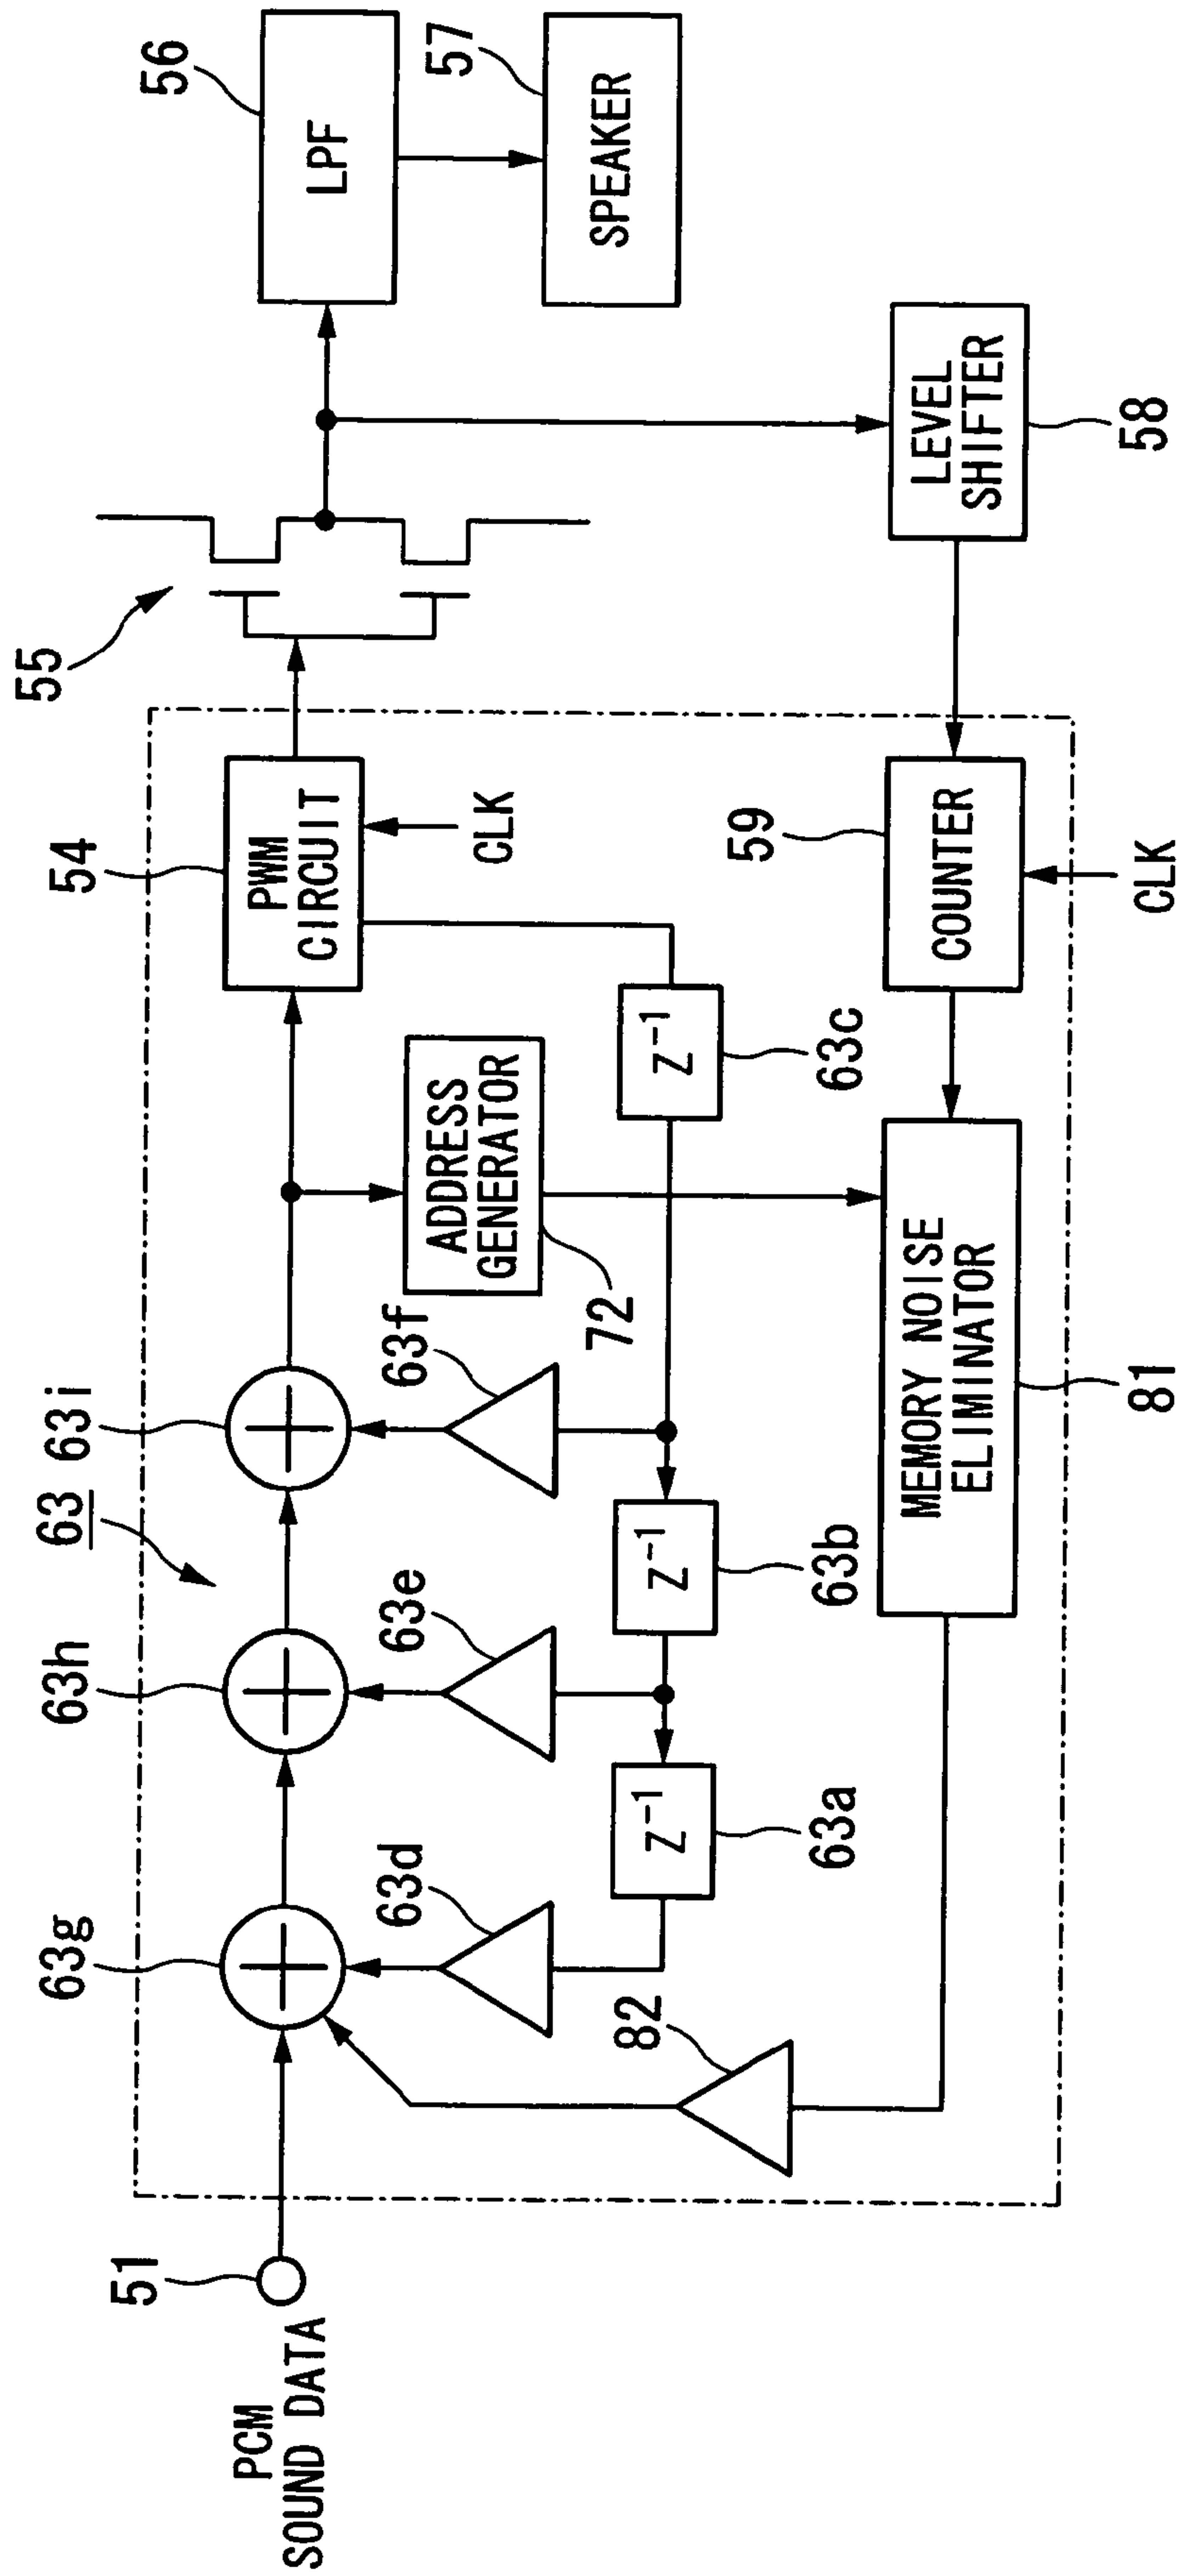 PCM
SOUND DATA
51
63g
63h
63
63i
63d
63e
63f
82
Z⁻¹
63a
Z⁻¹
63b
Z⁻¹
63c
ADDRESS
GENERATOR
72
PWM
CIRCUIT
54
CLK
55
LPF
56
SPEAKER
57
LEVEL
SHIFTER
58
COUNTER
59
CLK
MEMORY NOISE
ELIMINATOR
81